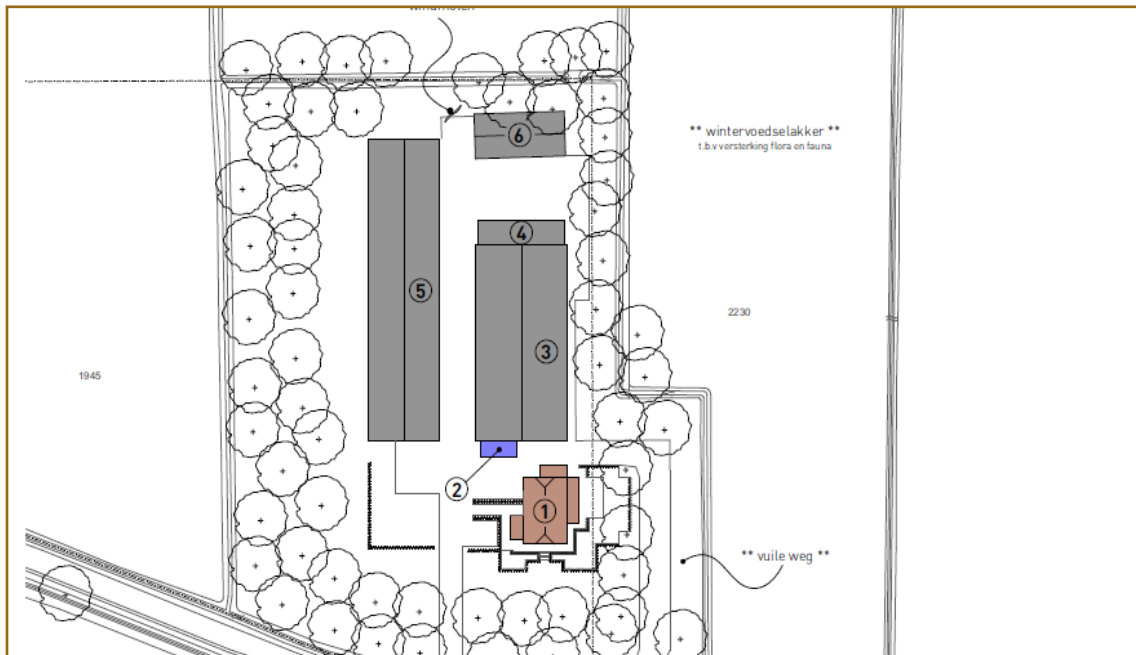 6
** wintervoedselakker **
t.b.v versterking flora en fauna
4
5
2230
3
1945
2
1
** vuile weg **